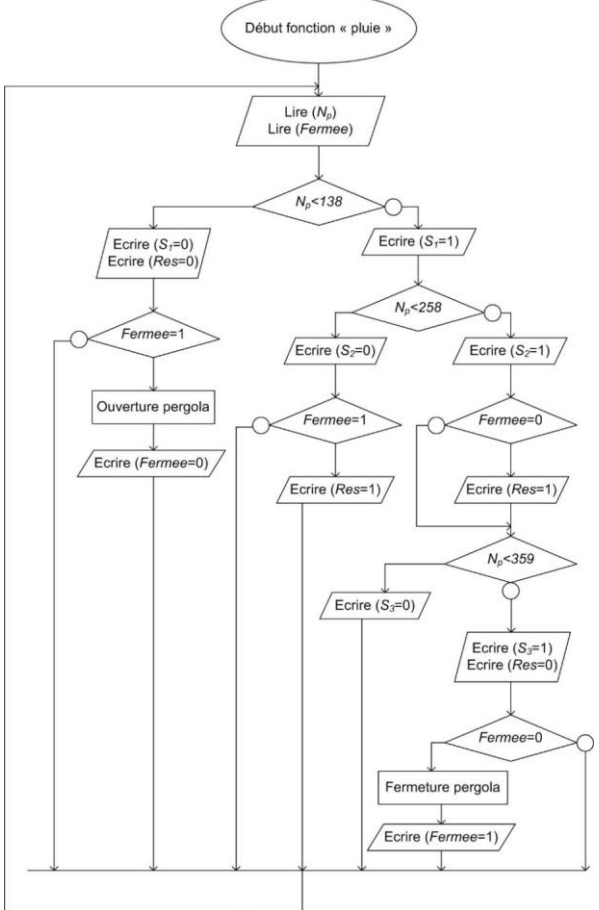 Début fonction « pluie »
Lire (Np)
Lire (Fermee)
Np<138
Ecrire (S1=0)
Ecrire (Res=0)
Ecrire (S1=1)
Np<258
Fermee=1
Ecrire (S2=0)
Ecrire (S2=1)
Ouverture pergola
Fermee=1
Fermee=0
Ecrire (Fermee=0)
Ecrire (Res=1)
Ecrire (Res=1)
Np<359
Ecrire (S3=0)
Ecrire (S3=1)
Ecrire (Res=0)
Fermee=0
Fermeture pergola
Ecrire (Fermee=1)